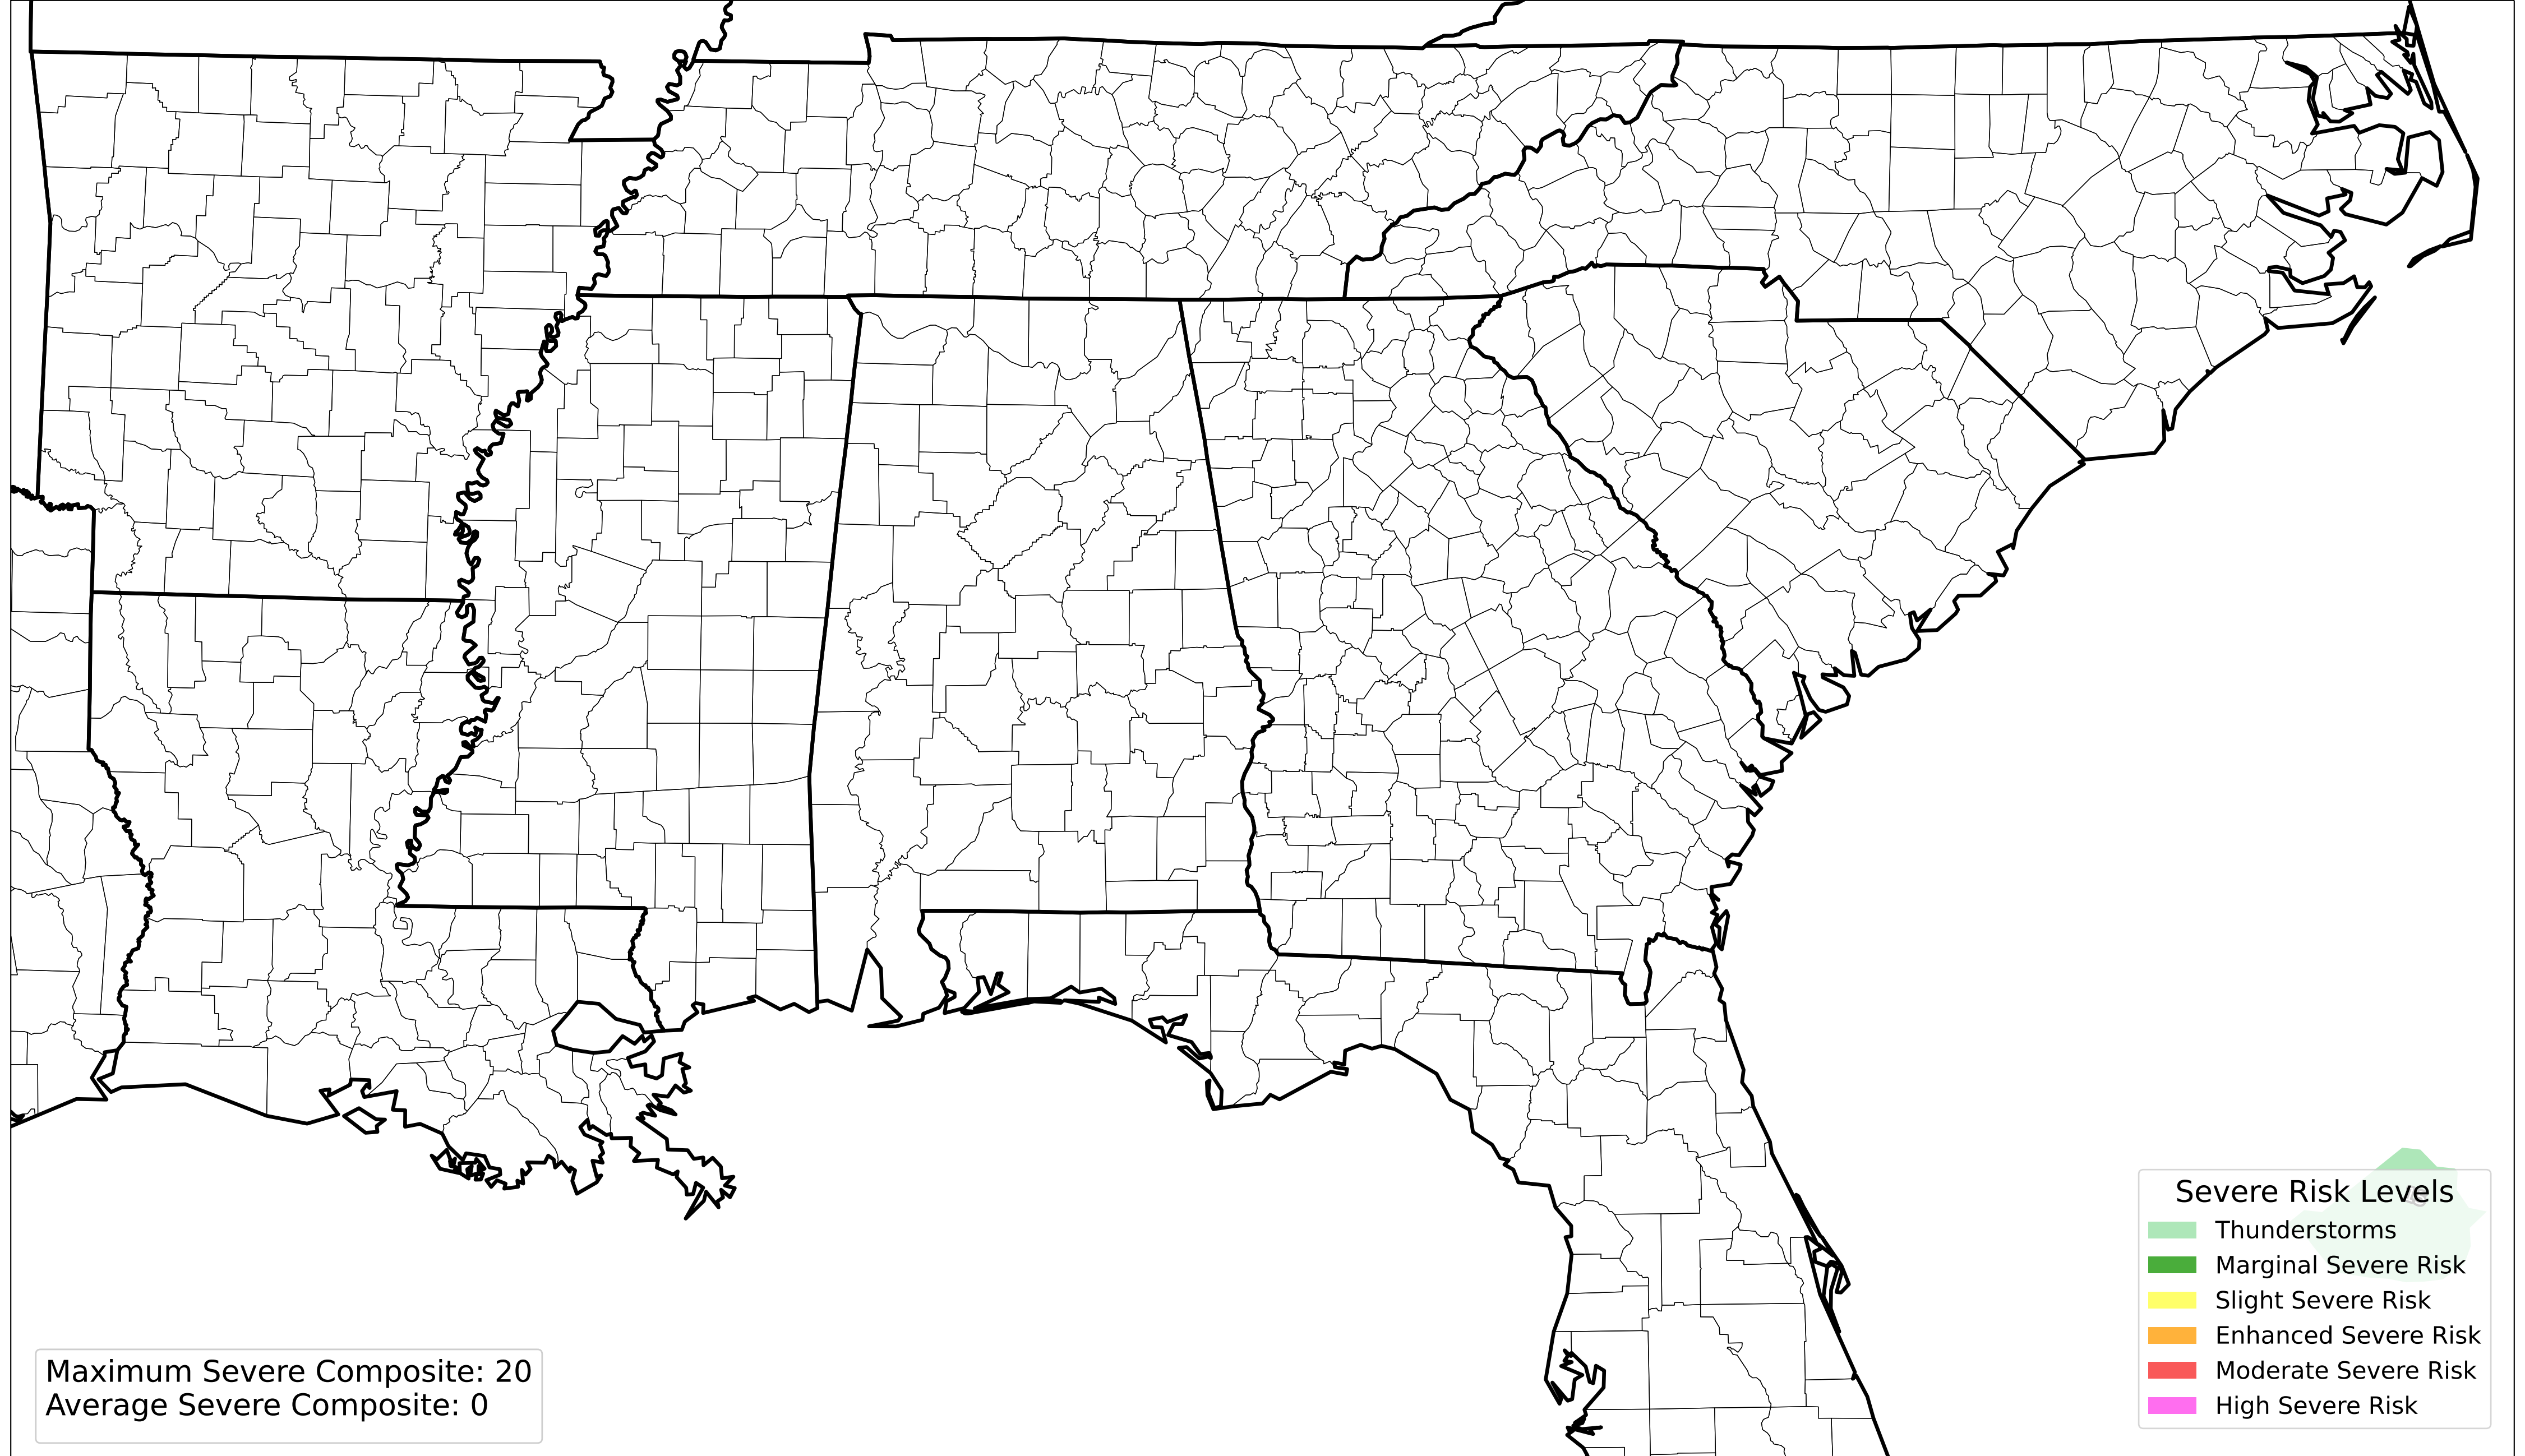 Severe Risk Levels
Thunderstorms
Marginal Severe Risk
Slight Severe Risk
Enhanced Severe Risk
Moderate Severe Risk
High Severe Risk
Maximum Severe Composite: 20
Average Severe Composite: 0